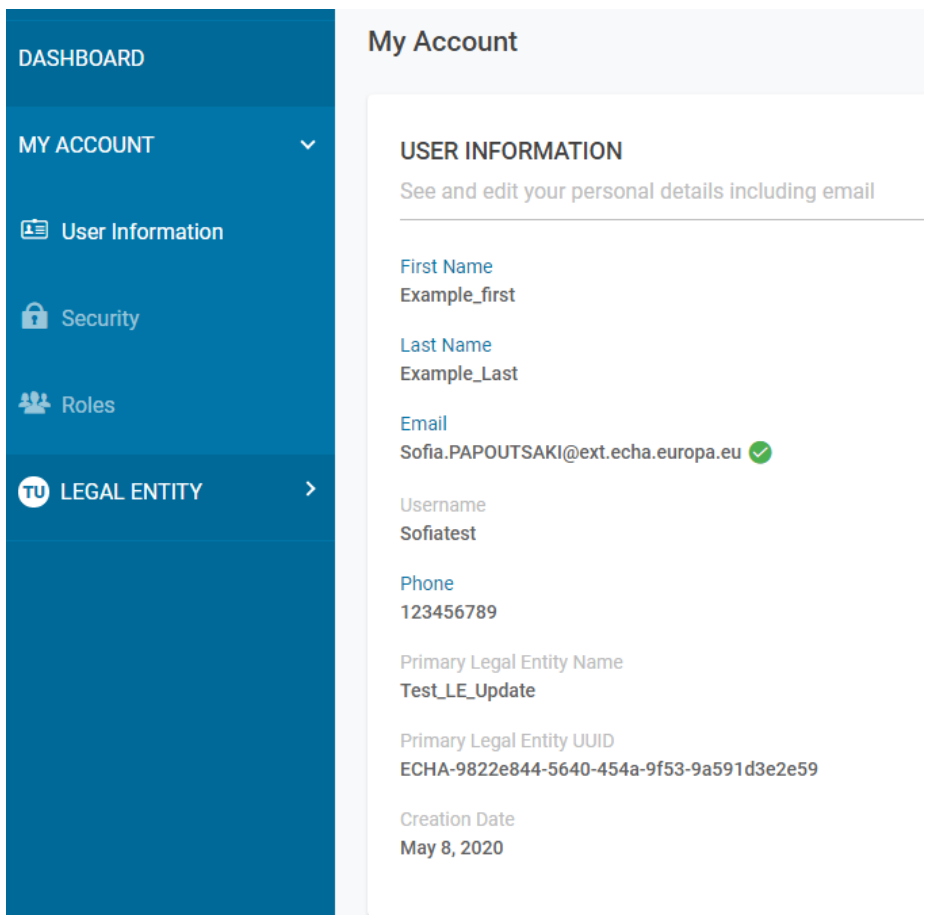 DASHBOARD
MY ACCOUNT
User Information
Security
Roles
TU LEGAL ENTITY
My Account
USER INFORMATION
See and edit your personal details including email
First Name
Example_first
Last Name
Example_Last
Email
Sofia.PAPOUTSAKI@ext.echa.europa.eu
Username
Sofiatest
Phone
123456789
Primary Legal Entity Name
Test_LE_Update
Primary Legal Entity UUID
ECHA-9822e844-5640-454a-9f53-9a591d3e2e59
Creation Date
May 8, 2020